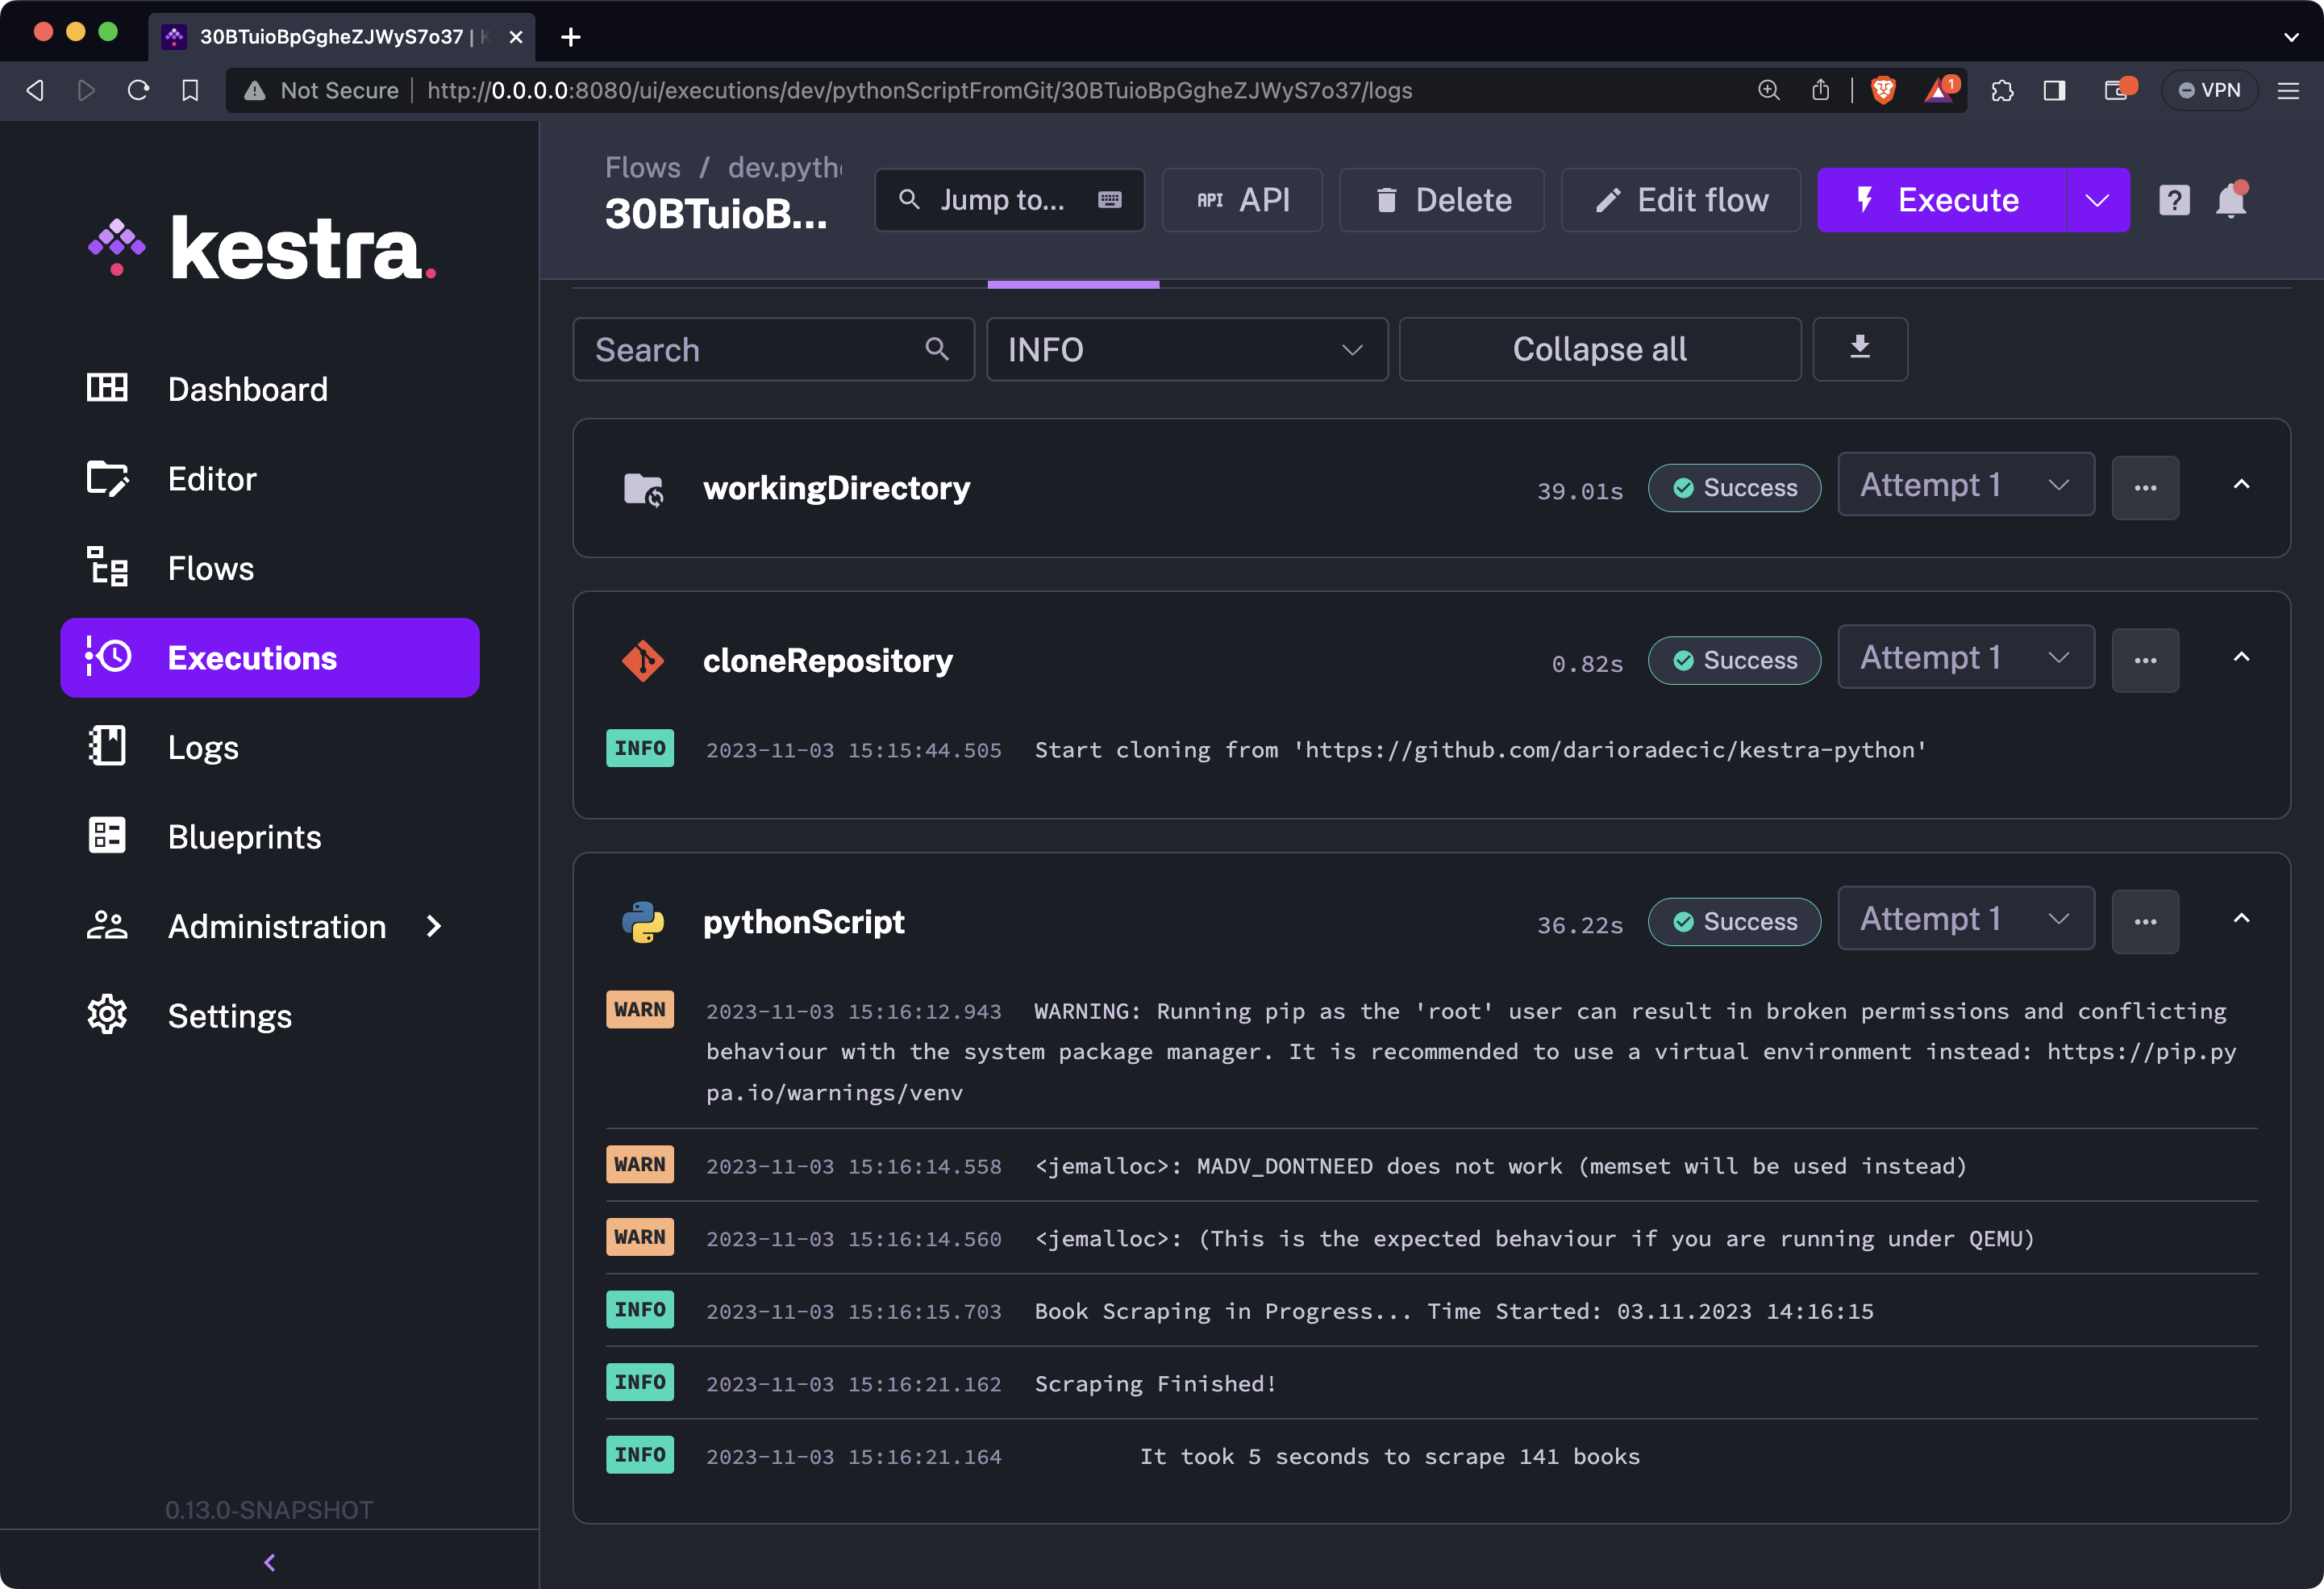 30BTuioBpGgheZJWyS7o37 |
Not Secure
http://0.0.0.0:8080/ui/executions/dev/pythonScriptFromGit/30BTuioBpGgheZJWyS7o37/logs
1
VPN
kestra.
Dashboard
Editor
Flows
Executions
Logs
Blueprints
Administration
Settings
0.13.0-SNAPSHOT
Flows / dev.pyth
30BTuioB...
Jump to...
API API
Delete
Edit flow
Execute
?
Search
INFO
Collapse all
workingDirectory
39.01s
Success
Attempt 1
cloneRepository
0.82s
Success
Attempt 1
INFO 2023-11-03 15:15:44.505 Start cloning from 'https://github.com/darioradecic/kestra-python'
pythonScript
36.22s
Success
Attempt 1
WARN 2023-11-03 15:16:12.943 WARNING: Running pip as the 'root' user can result in broken permissions and conflicting
behaviour with the system package manager. It is recommended to use a virtual environment instead: https://pip.py
pa.io/warnings/venv
WARN 2023-11-03 15:16:14.558 <jemalloc>: MADV_DONTNEED does not work (memset will be used instead)
WARN 2023-11-03 15:16:14.560 <jemalloc>: (This is the expected behaviour if you are running under QEMU)
INFO 2023-11-03 15:16:15.703 Book Scraping in Progress... Time Started: 03.11.2023 14:16:15
INFO 2023-11-03 15:16:21.162 Scraping Finished!
INFO 2023-11-03 15:16:21.164 It took 5 seconds to scrape 141 books